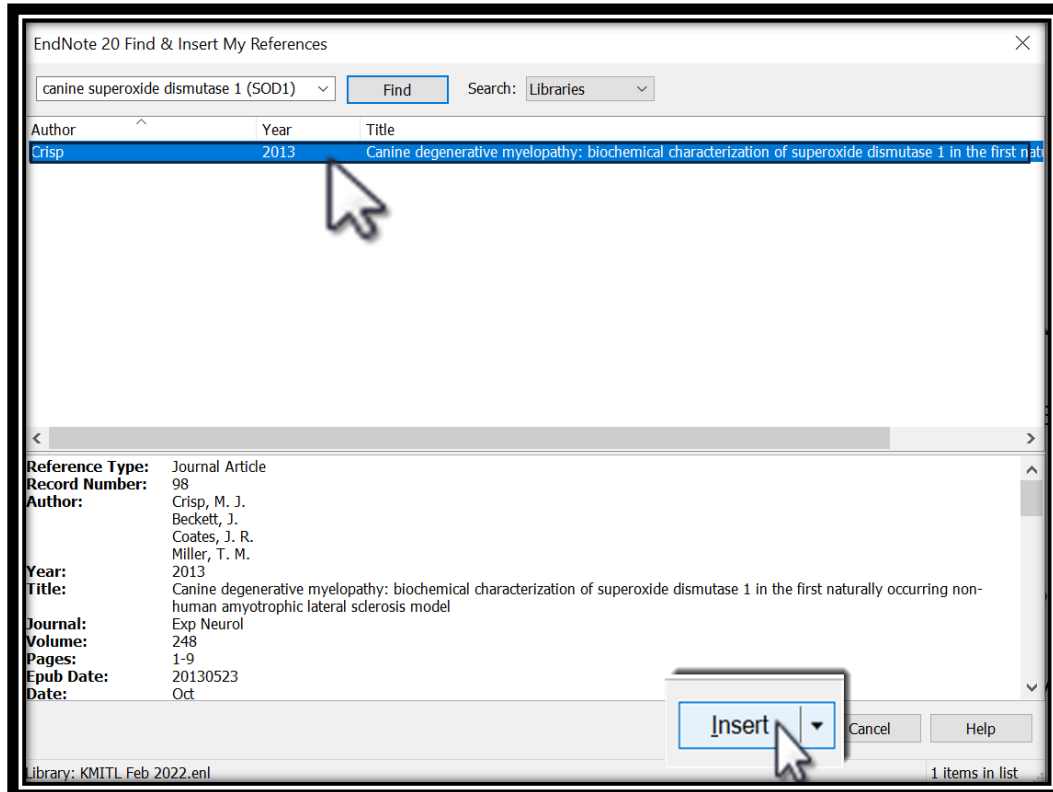 EndNote 20 Find & Insert My References
canine superoxide dismutase 1 (SOD1) Find Search: Libraries
Author Year Title
Crisp 2013 Canine degenerative myelopathy: biochemical characterization of superoxide dismutase 1 in the first nat
Reference Type: Journal Article
Record Number: 98
Author: Crisp, M. J.
Beckett, J.
Coates, J. R.
Miller, T. M.
Year: 2013
Title: Canine degenerative myelopathy: biochemical characterization of superoxide dismutase 1 in the first naturally occurring non-
human amyotrophic lateral sclerosis model
Journal: Exp Neurol
Volume: 248
Pages: 1-9
Epub Date: 20130523
Date: Oct
Insert Cancel Help
Library: KMITL Feb 2022.enl 1 items in list